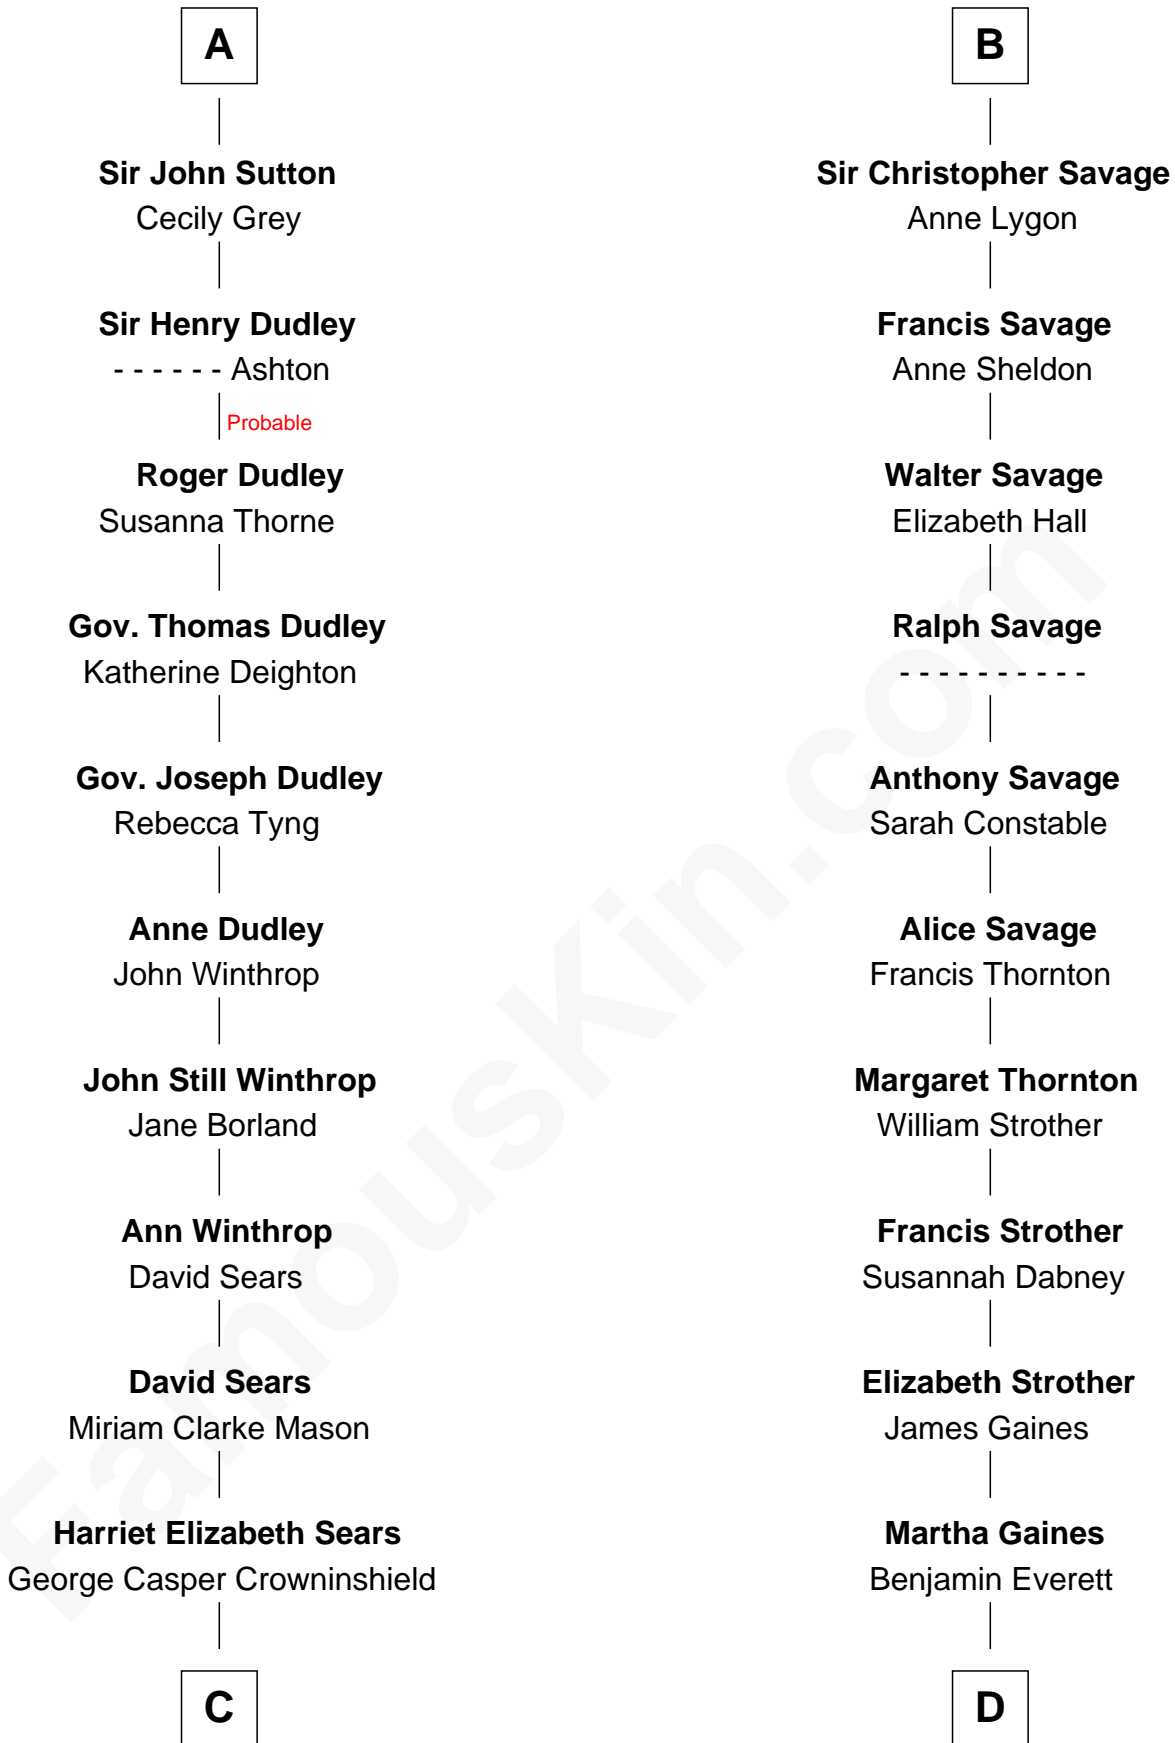 A
Sir John Sutton
Cecily Grey
Sir Henry Dudley
- - - - - - Ashton
Probable
Roger Dudley
Susanna Thorne
Gov. Thomas Dudley
Katherine Deighton
Gov. Joseph Dudley
Rebecca Tyng
Anne Dudley
John Winthrop
John Still Winthrop
Jane Borland
Ann Winthrop
David Sears
David Sears
Miriam Clarke Mason
Harriet Elizabeth Sears
George Casper Crowninshield
C
B
Sir Christopher Savage
Anne Lygon
Francis Savage
Anne Sheldon
Walter Savage
Elizabeth Hall
Ralph Savage
- - - - - - - - - -
Anthony Savage
Sarah Constable
Alice Savage
Francis Thornton
Margaret Thornton
William Strother
Francis Strother
Susannah Dabney
Elizabeth Strother
James Gaines
Martha Gaines
Benjamin Everett
D
FamousKin.com